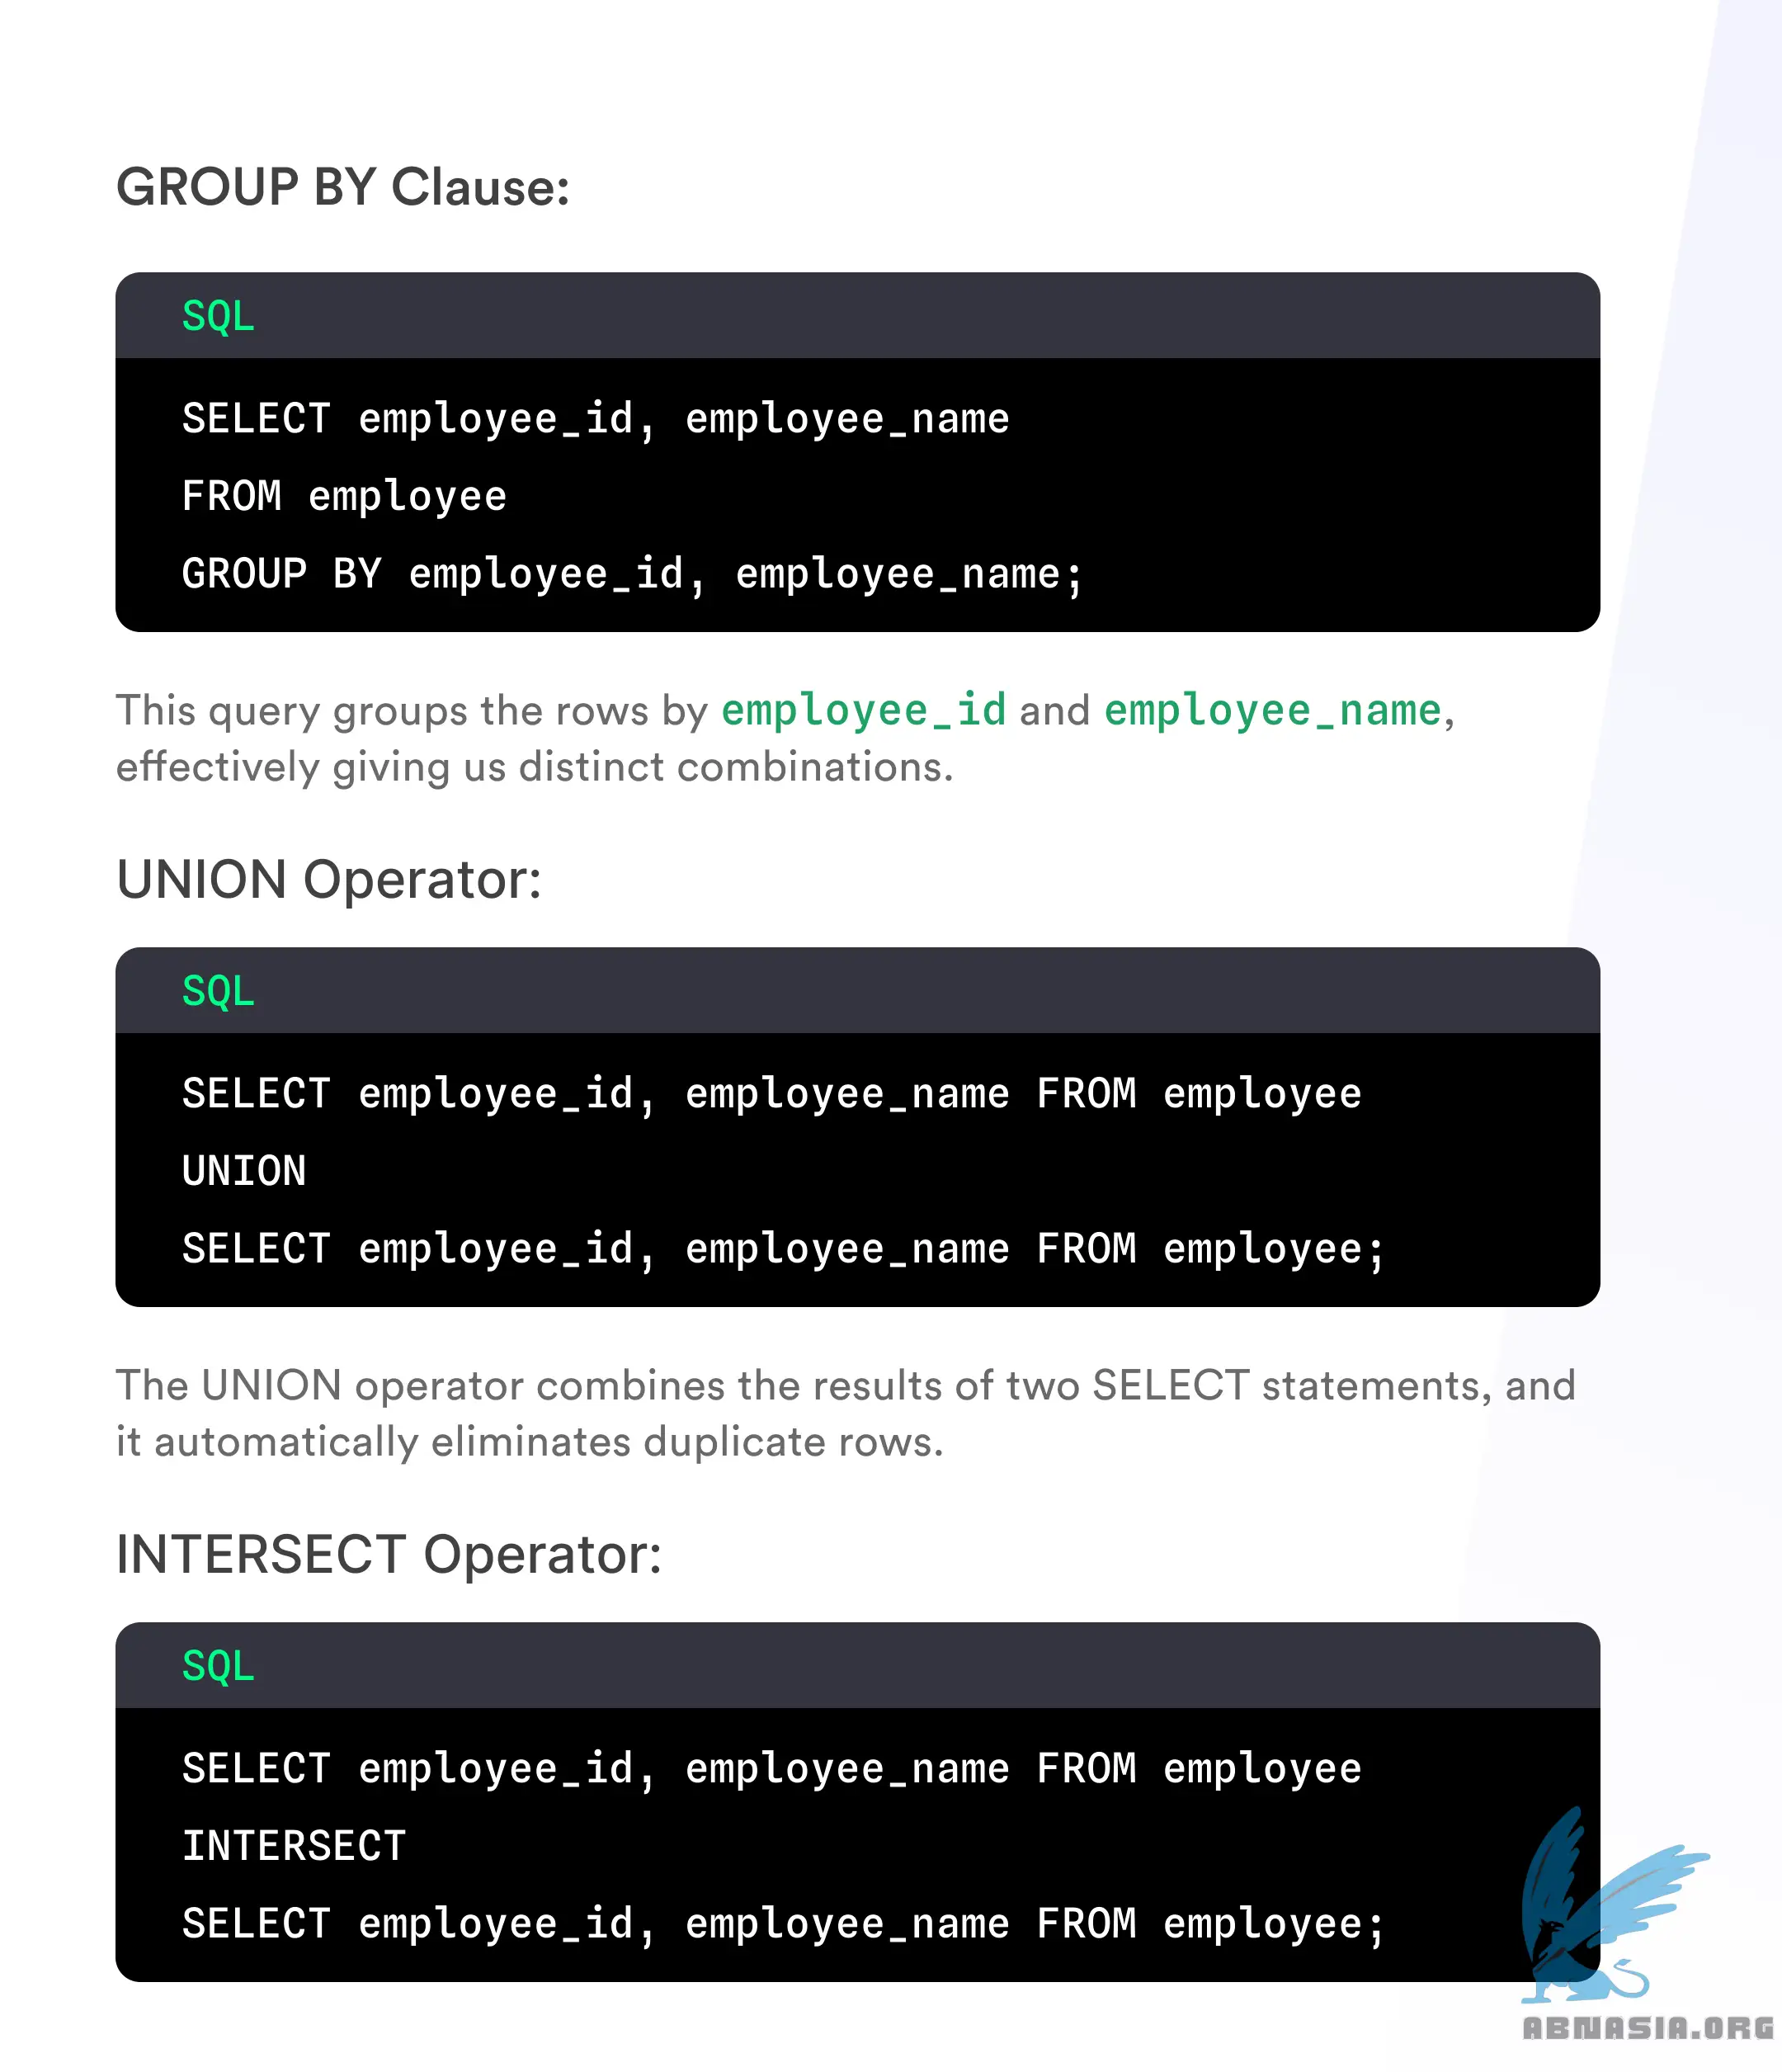 GROUP BY Clause:
SQL
SELECT employee_id, employee_name
FROM employee
GROUP BY employee_id, employee_name;
This query groups the rows by employee_id and employee_name,
effectively giving us distinct combinations.
UNION Operator:
SQL
SELECT employee_id, employee_name FROM employee
UNION
SELECT employee_id, employee_name FROM employee;
The UNION operator combines the results of two SELECT statements, and
it automatically eliminates duplicate rows.
INTERSECT Operator:
SQL
SELECT employee_id, employee_name FROM employee
INTERSECT
SELECT employee_id, employee_name FROM employee;
ABNASIA.ORG